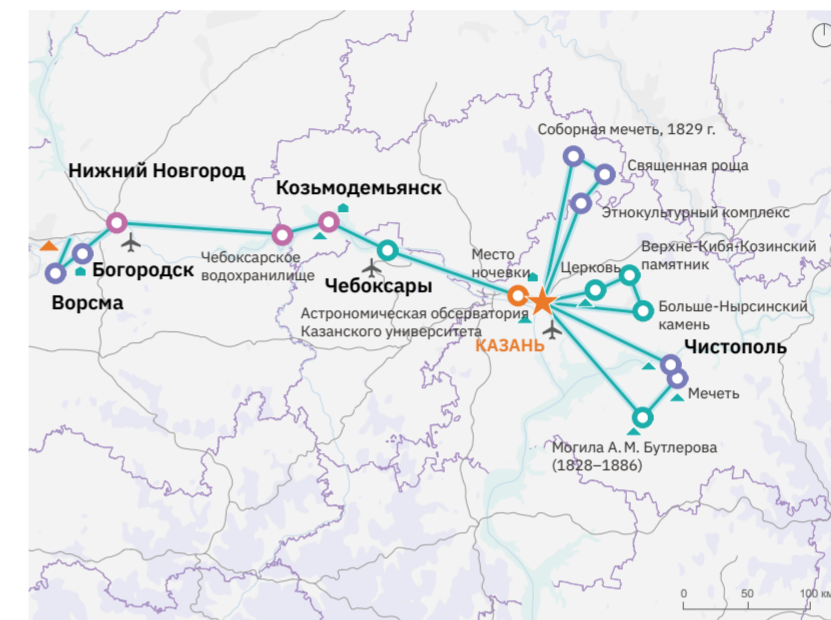 Соборная мечеть, 1829 г.
Священная роща
Нижний Новгород
Козьмодемьянск
Этнокультурный комплекс
Верхне-Кибя-Козинский
памятник
Место
ночевки
Церковь
Чебоксарское
водохранилище
Богородск
Ворсма
Чебоксары
Больше-Нырсинский
камень
Астрономическая обсерватория
Казанского университета
КАЗАНЬ
Чистополь
Мечеть
Могила А. М. Бутлерова
(1828–1886)
0 50 100 км